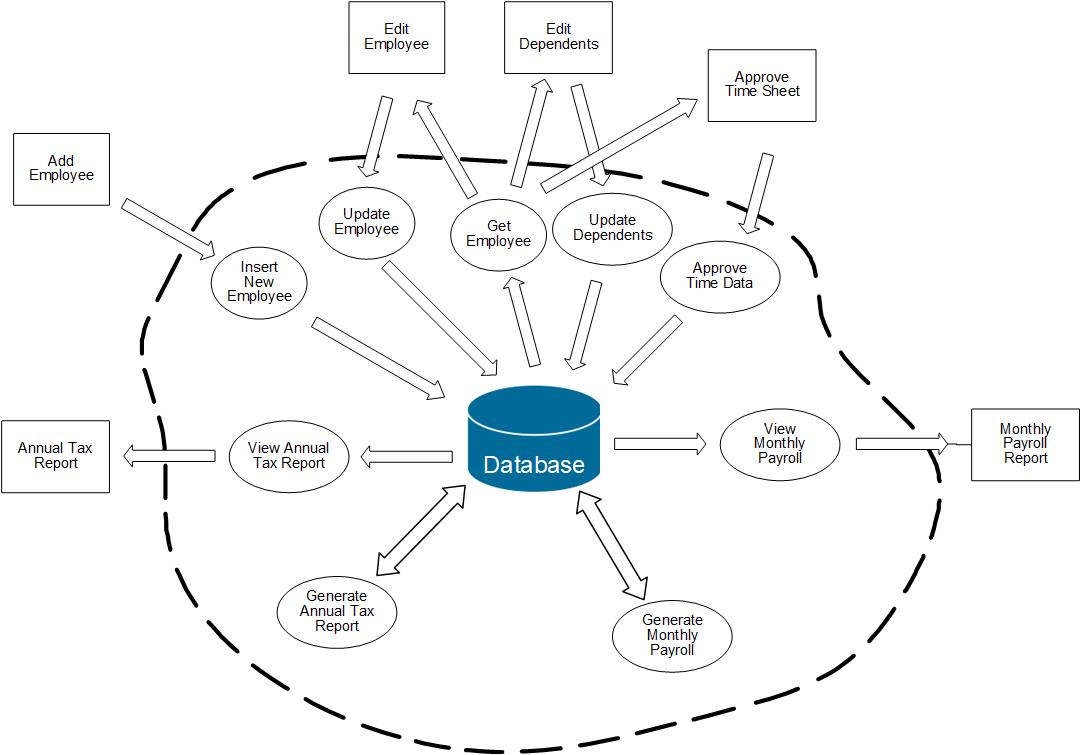 Edit
Employee
Edit
Dependents
Approve
Time Sheet
Add
Employee
Update
Employee
Get
Employee
Update
Dependents
Approve
Time Data
Insert
New
Employee
Annual Tax
Report
View Annual
Tax Report
Database
View
Monthly
Payroll
Monthly
Payroll
Report
Generate
Annual Tax
Report
Generate
Monthly
Payroll